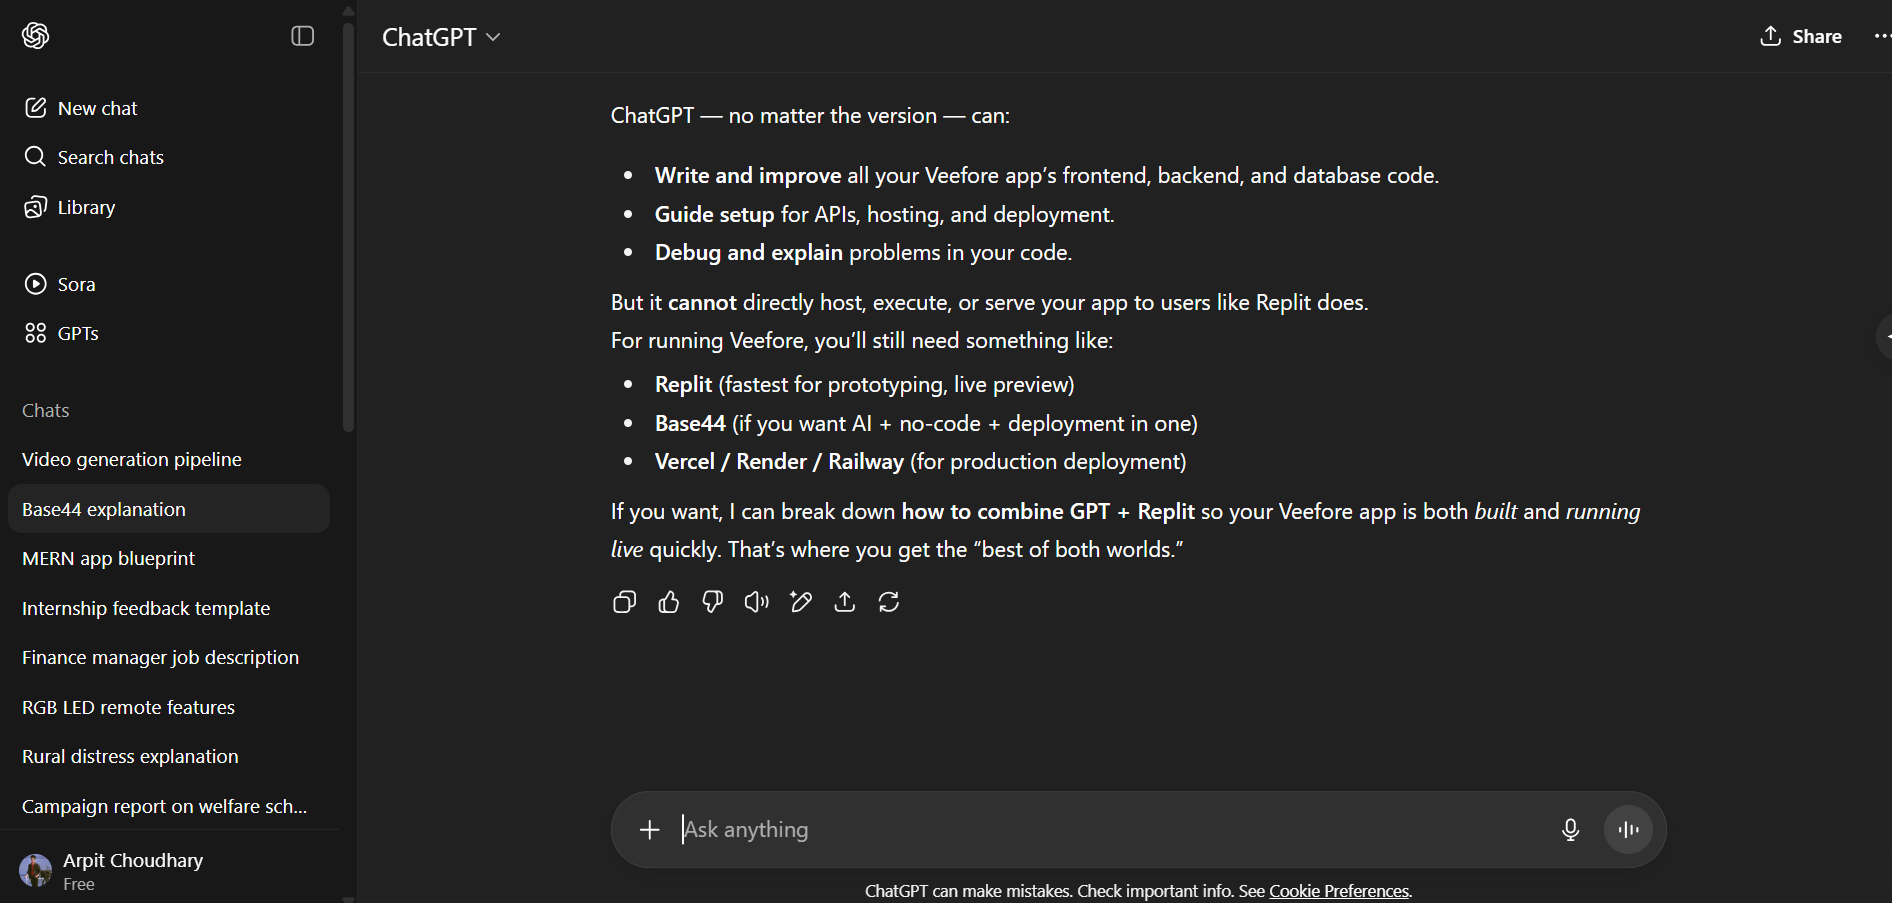 ChatGPT
Share
New chat
Search chats
Library
Sora
GPTs
Chats
Video generation pipeline
Base44 explanation
MERN app blueprint
Internship feedback template
Finance manager job description
RGB LED remote features
Rural distress explanation
Campaign report on welfare sch...
Arpit Choudhary
Free
ChatGPT — no matter the version — can:
• Write and improve all your Veefore app’s frontend, backend, and database code.
• Guide setup for APIs, hosting, and deployment.
• Debug and explain problems in your code.
But it cannot directly host, execute, or serve your app to users like Replit does.
For running Veefore, you’ll still need something like:
• Replit (fastest for prototyping, live preview)
• Base44 (if you want AI + no-code + deployment in one)
• Vercel / Render / Railway (for production deployment)
If you want, I can break down how to combine GPT + Replit so your Veefore app is both built and running
live quickly. That’s where you get the “best of both worlds.”
Ask anything
ChatGPT can make mistakes. Check important info. See Cookie Preferences.